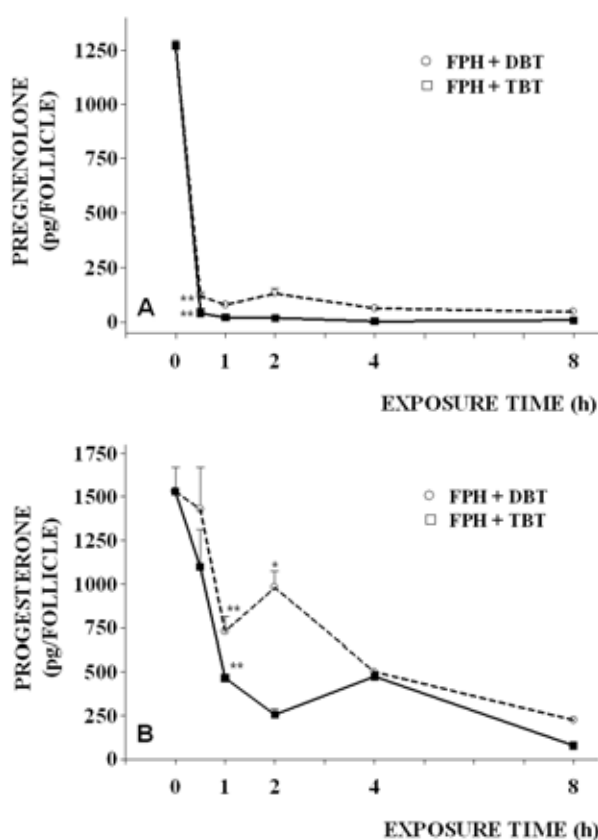 1250
1000
750
500
250
0
PREGNENOLONE
(pg/FOLLICLE)
FPH + DBT
FPH + TBT
**
**
A
0 1 2 4 8
EXPOSURE TIME (h)
1750
1500
1250
1000
750
500
250
0
PROGESTERONE
(pg/FOLLICLE)
FPH + DBT
FPH + TBT
*
**
**
B
0 1 2 4 8
EXPOSURE TIME (h)